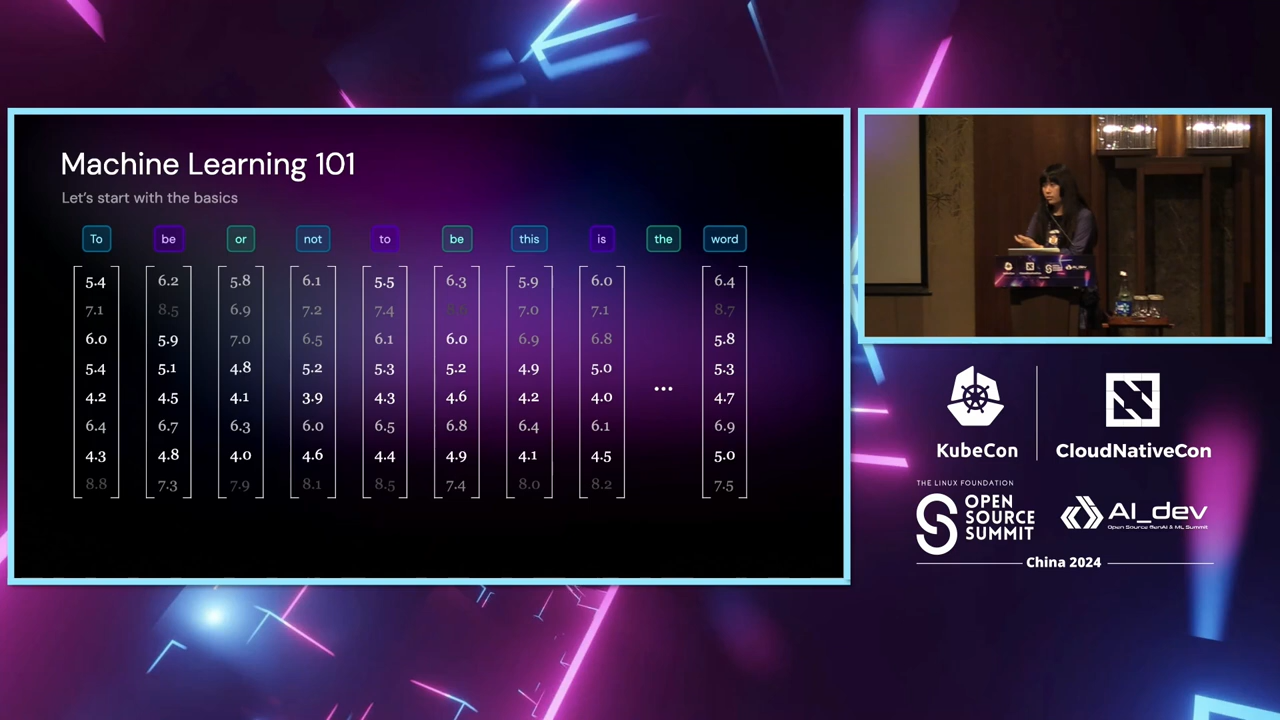 Machine Learning 101
Let's start with the basics
To be or not to be this is the word
5.4 6.2 5.8 6.1 5.5 6.3 5.9 6.0 6.4
7.1 8.5 6.9 7.2 7.4 8.6 7.0 7.1 8.7
6.0 5.9 7.0 6.5 6.1 6.0 6.9 6.8 5.8
5.4 5.1 4.8 5.2 5.3 5.2 4.9 5.0 5.3
4.2 4.5 4.1 3.9 4.3 4.6 4.2 4.0 ... 4.7
6.4 6.7 6.3 6.0 6.5 6.8 6.4 6.1 6.9
4.3 4.8 4.0 4.6 4.4 4.9 4.1 4.5 5.0
8.8 7.3 7.9 8.1 8.5 7.4 8.0 8.2 7.5
KubeCon
CloudNativeCon
THE LINUX FOUNDATION
OPEN
SOURCE
SUMMIT
AI_dev
Open Source GenAI & ML Summit
China 2024